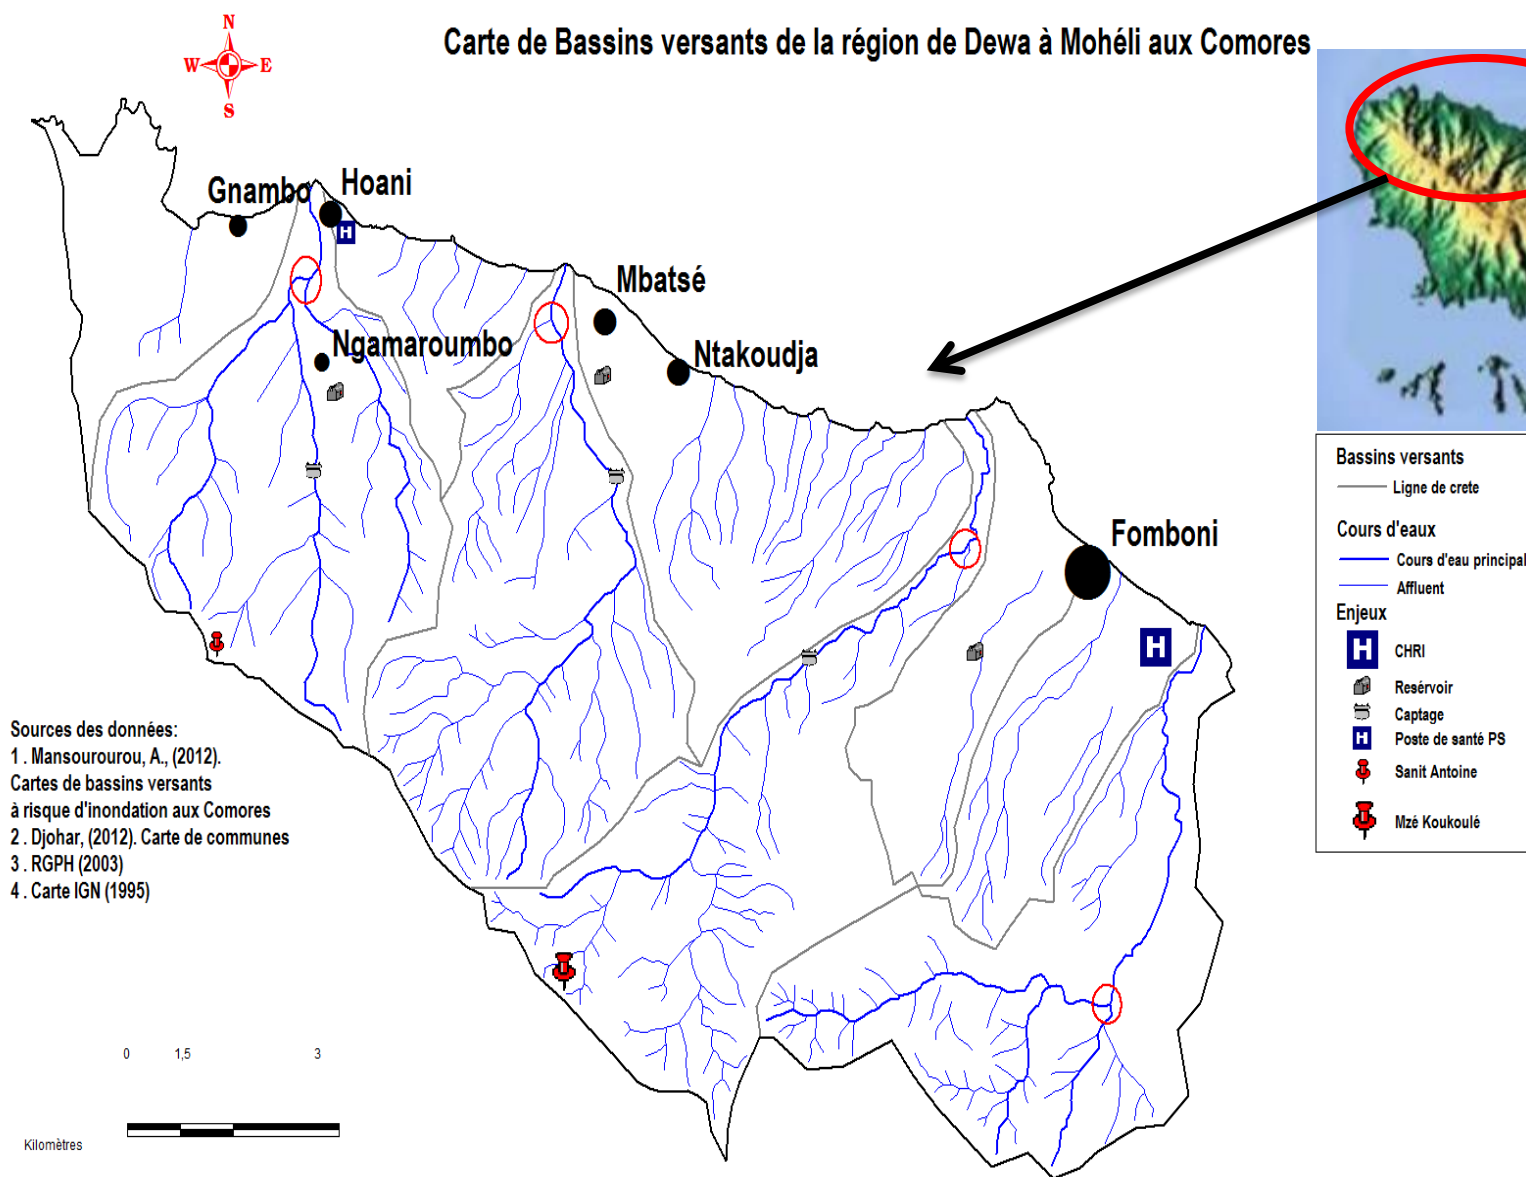 Carte de Bassins versants de la région de Dewa à Mohéli aux Comores
N
W E
S
Gnambo
Hoani
H
Mbatsé
Ngamaroumbo
Ntakoudja
Fomboni
H
Bassins versants
Ligne de crete
Cours d'eaux
Cours d'eau principal
Affluent
Enjeux
H CHRI
Resérvoir
Captage
H Poste de santé PS
Sanit Antoine
Mzé Koukoulé
Sources des données:
1 . Mansourourou, A., (2012).
Cartes de bassins versants
à risque d'inondation aux Comores
2 . Djohar, (2012). Carte de communes
3 . RGPH (2003)
4 . Carte IGN (1995)
0 1,5 3
Kilomètres